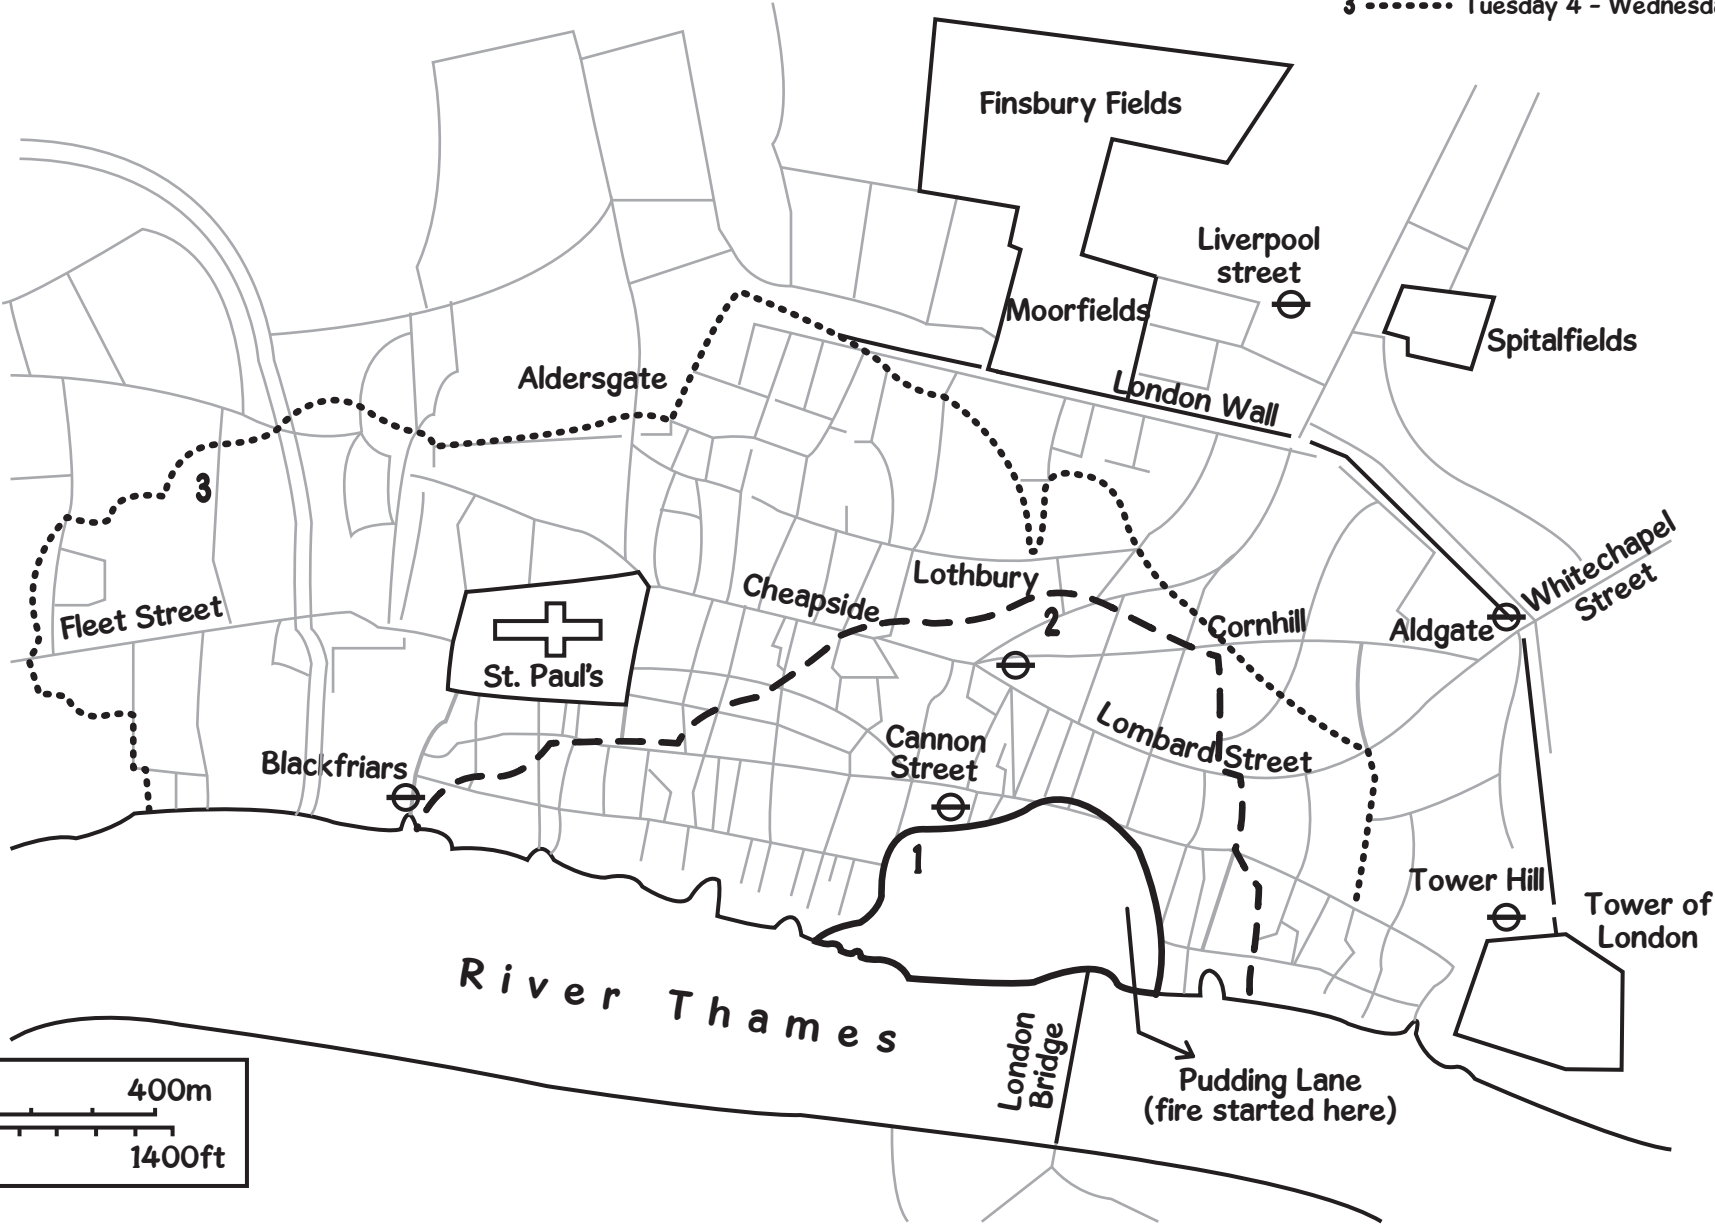 3 Tuesday 4 -
Finsbury Fields
Liverpool
street
Moorfields
Spitalfields
Aldersgate
London Wall
3
Whitechapel
Street
Cheapside
Lothbury
2
Cornhill
Aldgate
Fleet Street
St. Paul's
Blackfriars
Cannon
Street
Lombard Street
1
Tower Hill
Tower of
London
River Thames
London
Bridge
Pudding Lane
(fire started here)
400m
1400ft